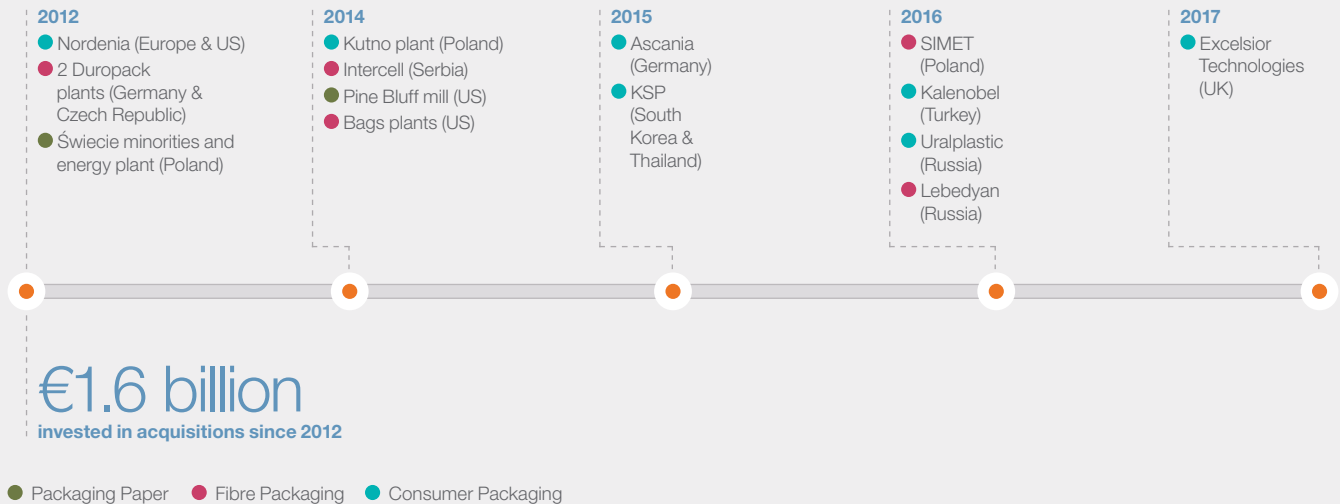 2012
Nordenia (Europe & US)
2 Duropack
plants (Germany &
Czech Republic)
Świecie minorities and
energy plant (Poland)
2014
Kutno plant (Poland)
Intercell (Serbia)
Pine Bluff mill (US)
Bags plants (US)
2015
Ascania
(Germany)
KSP
(South
Korea &
Thailand)
2016
SIMET
(Poland)
Kalenobel
(Turkey)
Uralplastic
(Russia)
Lebedyan
(Russia)
2017
Excelsior
Technologies
(UK)
€1.6 billion
invested in acquisitions since 2012
Packaging Paper Fibre Packaging Consumer Packaging